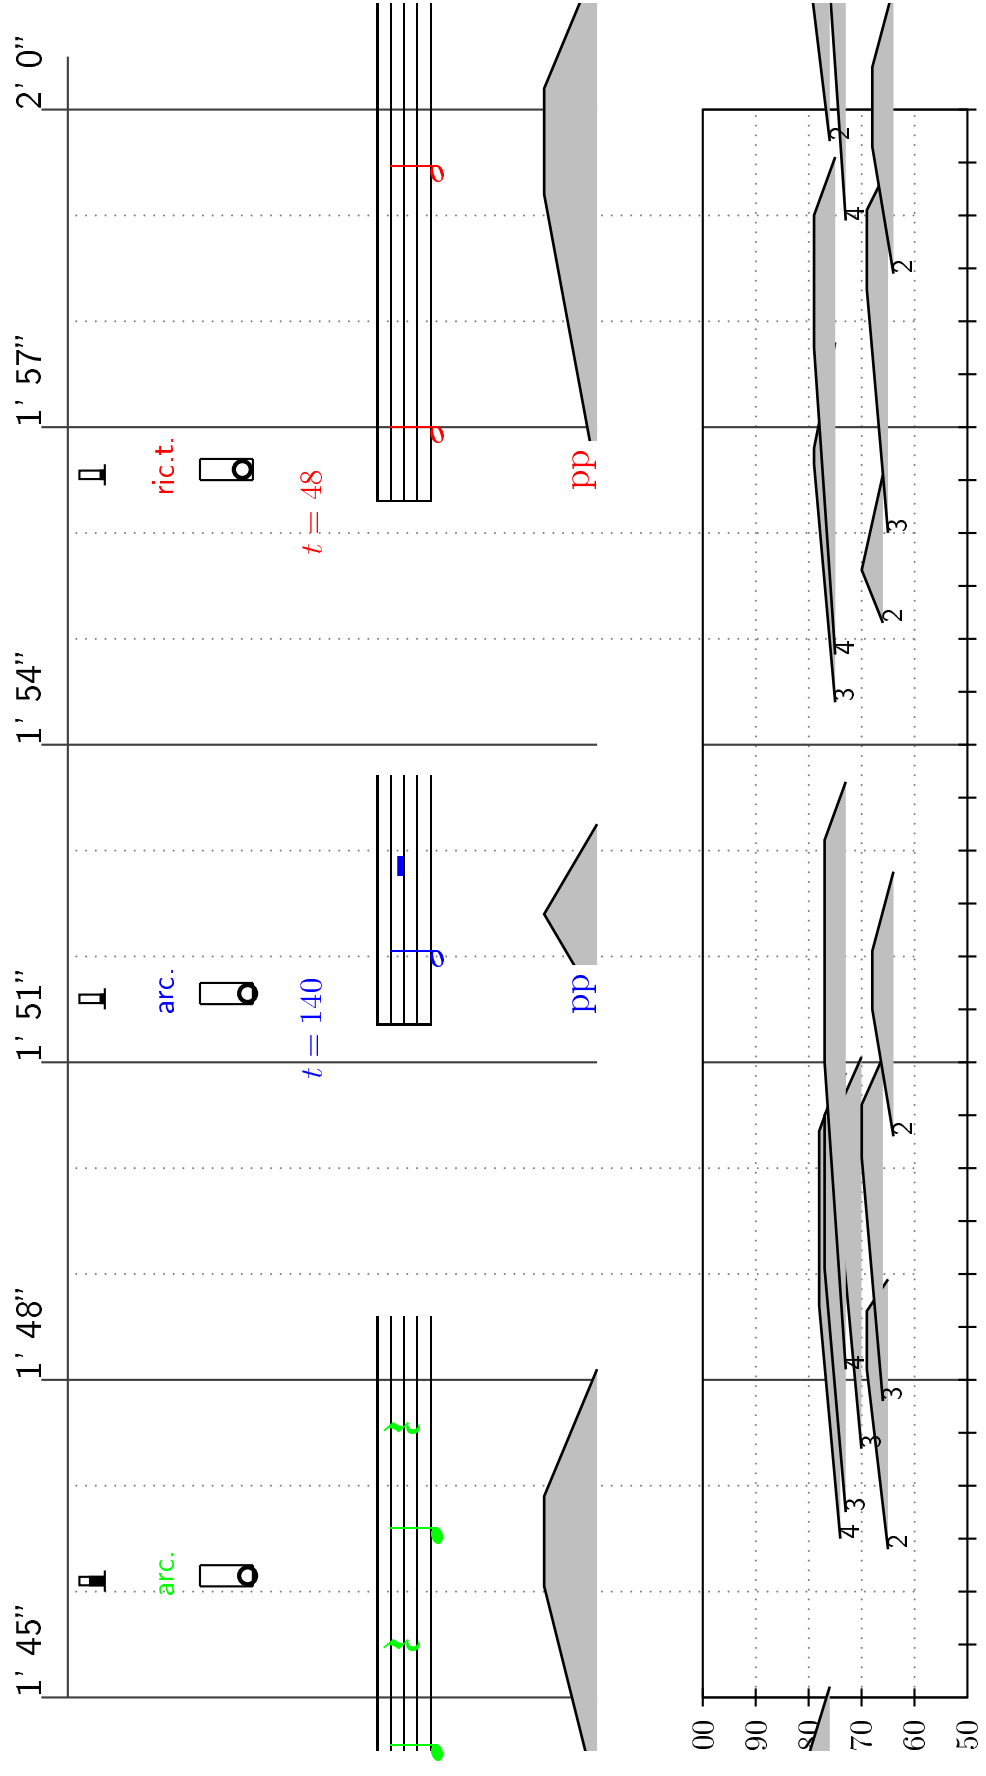 1' 45” 1' 48” 1' 51” 1' 54” 1' 57” 2' 0”
arc. arc. ric.t.
t = 140 t = 48
pp pp
00
90
80
70
60
50
4 3 3 4 3 4 4 2
2 3 2 2 3 2